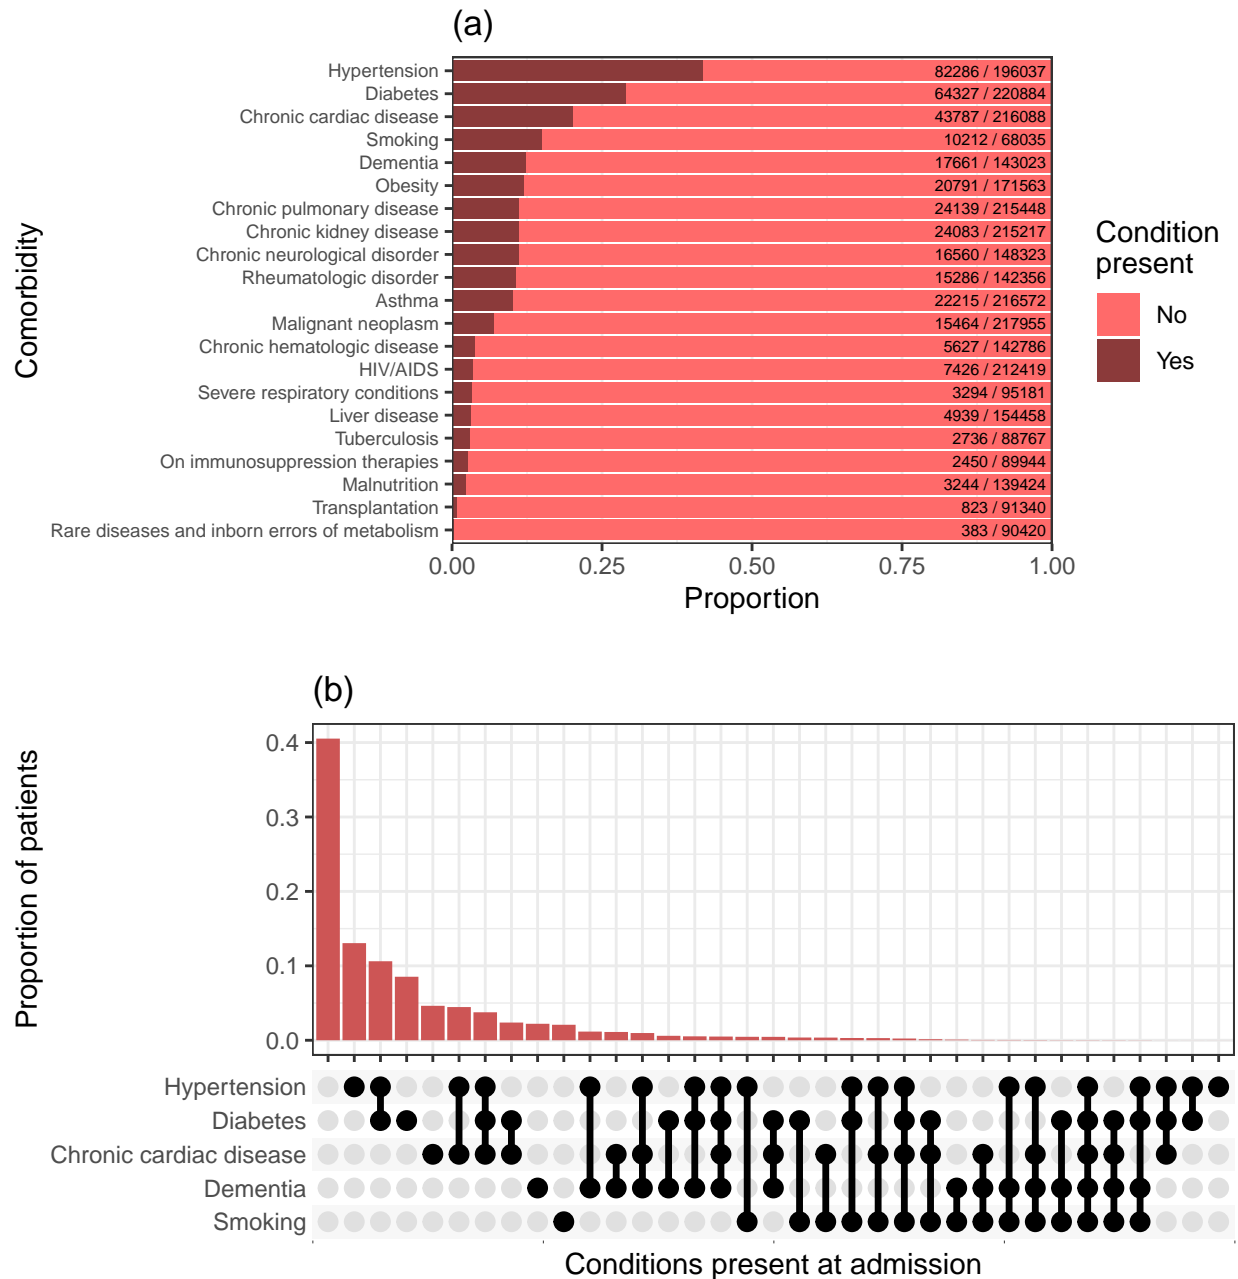 (a)
Comorbidity
Hypertension 82286 / 196037
Diabetes 64327 / 220884
Chronic cardiac disease 43787 / 216088
Smoking 10212 / 68035
Dementia 17661 / 143023
Obesity 20791 / 171563
Chronic pulmonary disease 24139 / 215448
Chronic kidney disease 24083 / 215217
Chronic neurological disorder 16560 / 148323
Rheumatologic disorder 15286 / 142356
Asthma 22215 / 216572
Malignant neoplasm 15464 / 217955
Chronic hematologic disease 5627 / 142786
HIV/AIDS 7426 / 212419
Severe respiratory conditions 3294 / 95181
Liver disease 4939 / 154458
Tuberculosis 2736 / 88767
On immunosuppression therapies 2450 / 89944
Malnutrition 3244 / 139424
Transplantation 823 / 91340
Rare diseases and inborn errors of metabolism 383 / 90420
0.00 0.25 0.50 0.75 1.00
Proportion
Condition
present
No
Yes
(b)
Proportion of patients
0.4
0.3
0.2
0.1
0.0
Hypertension
Diabetes
Chronic cardiac disease
Dementia
Smoking
Conditions present at admission